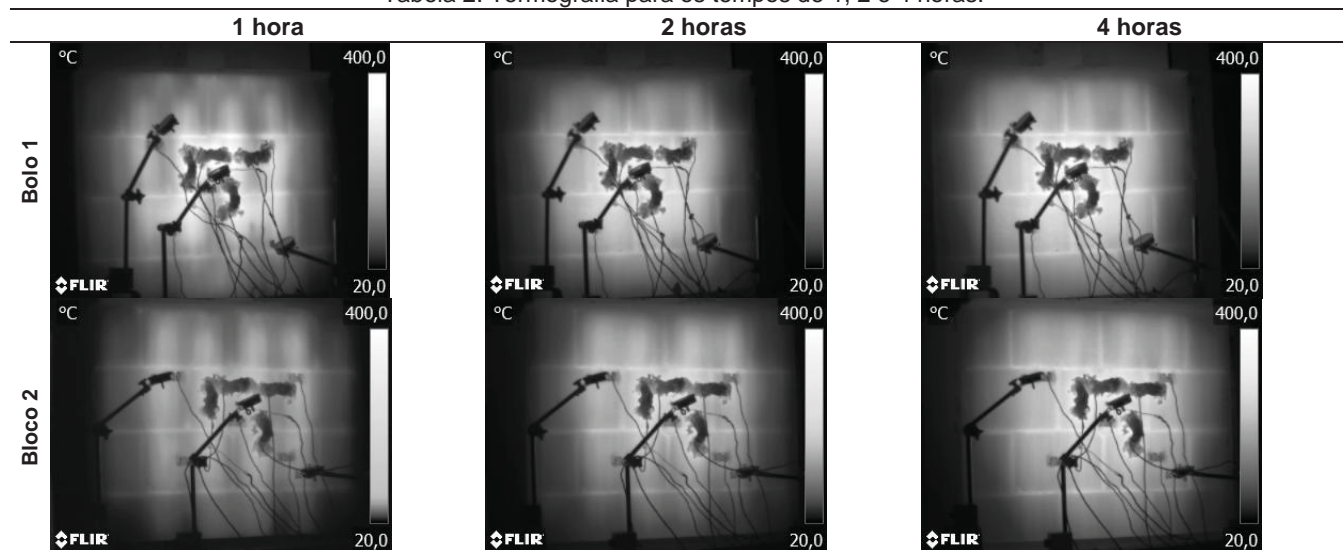 Tabela 2. Termografia para os tempos de 1, 2 e 4 horas.
1 hora 2 horas 4 horas
Bolo 1
°C 400,0 °C 400,0 °C 400,0
FLIR 20,0 FLIR 20,0 FLIR 20,0
Bloco 2
°C 400,0 °C 400,0 °C 400,0
FLIR 20,0 FLIR 20,0 FLIR 20,0